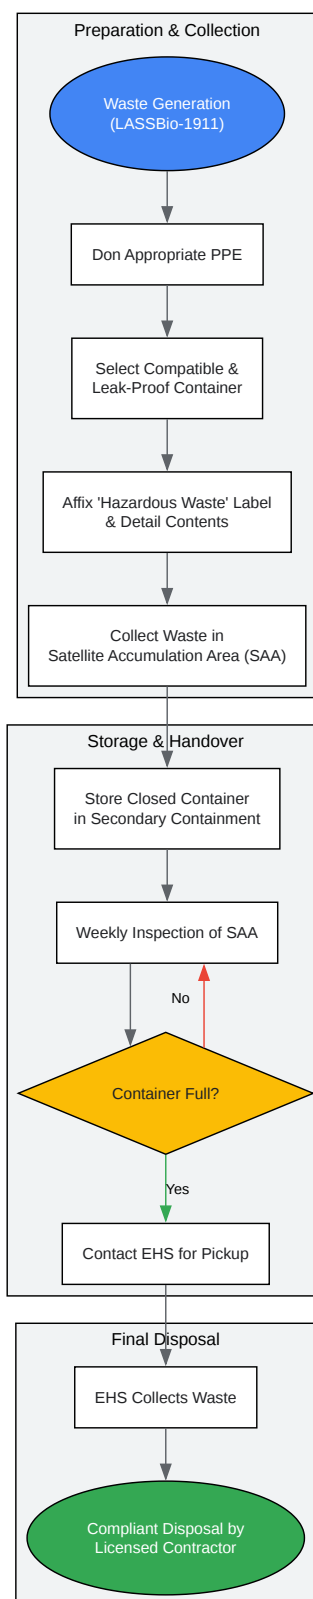 Preparation & Collection
Waste Generation
(LASSBio-1911)
Don Appropriate PPE
Select Compatible &
Leak-Proof Container
Affix 'Hazardous Waste' Label
& Detail Contents
Collect Waste in
Satellite Accumulation Area (SAA)
Storage & Handover
Store Closed Container
in Secondary Containment
Weekly Inspection of SAA
No
Container Full?
Yes
Contact EHS for Pickup
Final Disposal
EHS Collects Waste
Compliant Disposal by
Licensed Contractor